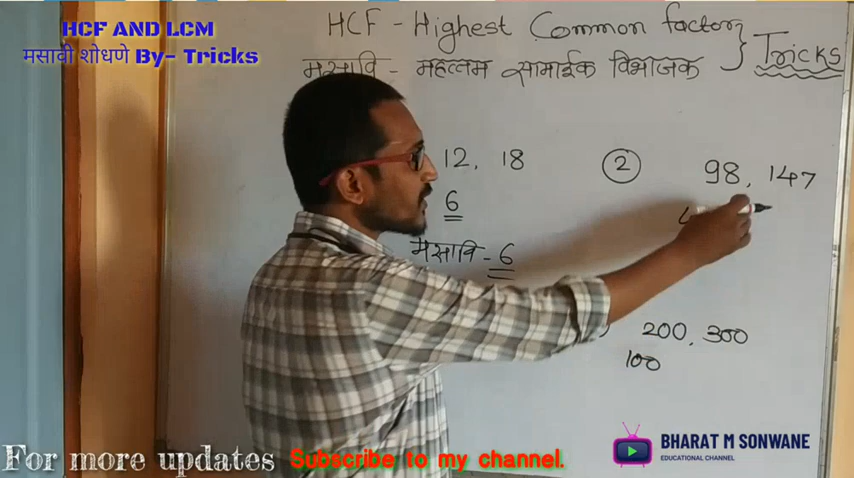 HCF AND LCM
मसावी शोधणे By- Tricks
HCF - Highest Common factor
मसावि - महत्तम सामाईक विभाजक
Tricks
12, 18
6
मसावि - 6
2
98, 147
200, 300
100
BHARAT M SONWANE
EDUCATIONAL CHANNEL
For more updates Subscribe to my channel.